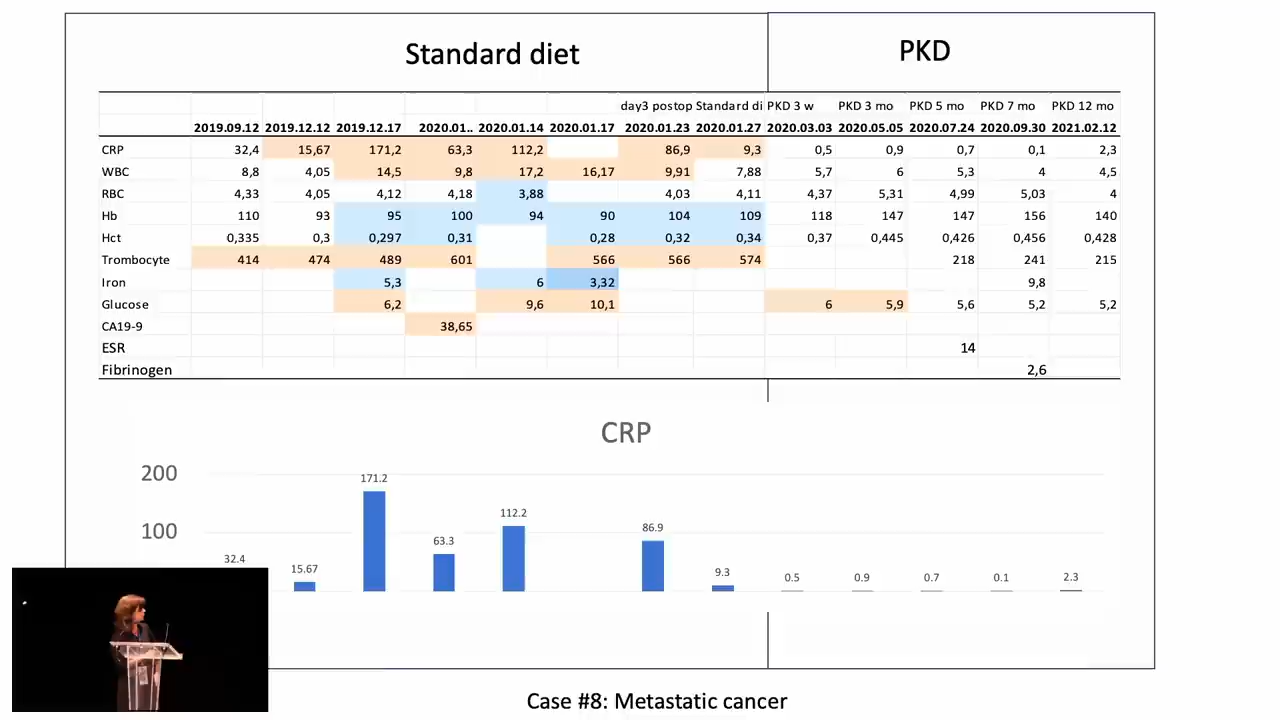 Standard diet PKD
day3 postop Standard di PKD 3 w PKD 3 mo PKD 5 mo PKD 7 mo PKD 12 mo
2019.09.12 2019.12.12 2019.12.17 2020.01.. 2020.01.14 2020.01.17 2020.01.23 2020.01.27 2020.03.03 2020.05.05 2020.07.24 2020.09.30 2021.02.12
CRP 32,4 15,67 171,2 63,3 112,2 86,9 9,3 0,5 0,9 0,7 0,1 2,3
WBC 8,8 4,05 14,5 9,8 17,2 16,17 9,91 7,88 5,7 6 5,3 4 4,5
RBC 4,33 4,05 4,12 4,18 3,88 4,03 4,11 4,37 5,31 4,99 5,03 4
Hb 110 93 95 100 94 90 104 109 118 147 147 156 140
Hct 0,335 0,3 0,297 0,31 0,28 0,32 0,34 0,37 0,445 0,426 0,456 0,428
Trombocyte 414 474 489 601 566 566 574 218 241 215
Iron 5,3 6 3,32 9,8
Glucose 6,2 9,6 10,1 6 5,9 5,6 5,2 5,2
CA19-9 38,65
ESR 14
Fibrinogen 2,6
CRP
200 171.2
100 112.2
86.9
63.3
32.4 15.67 9.3 0.5 0.9 0.7 0.1 2.3
Case #8: Metastatic cancer